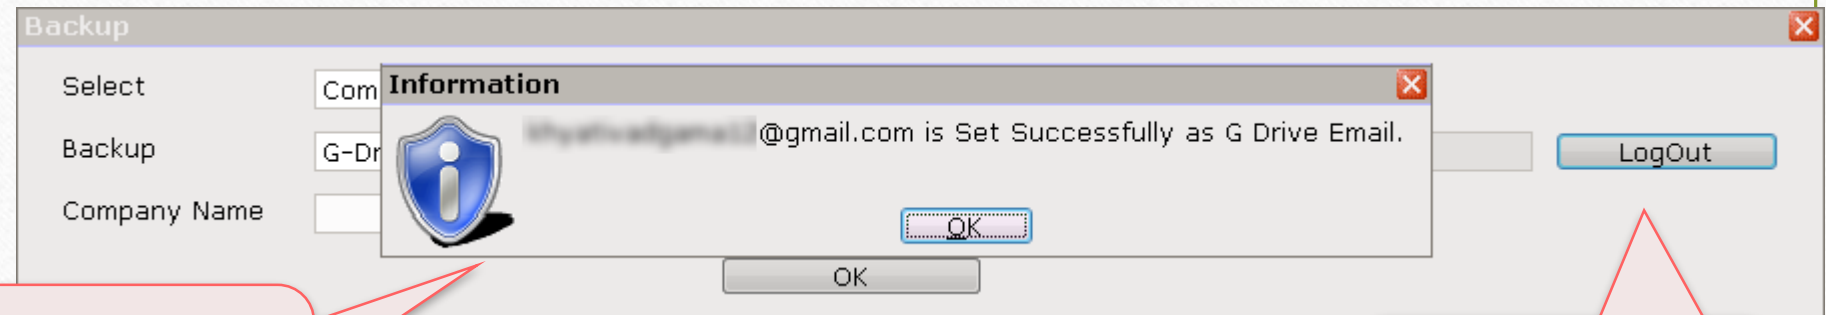 Backup
Select
Com
Information
@gmail.com is Set Successfully as G Drive Email.
Backup
G-Dr
LogOut
Company Name
OK
OK